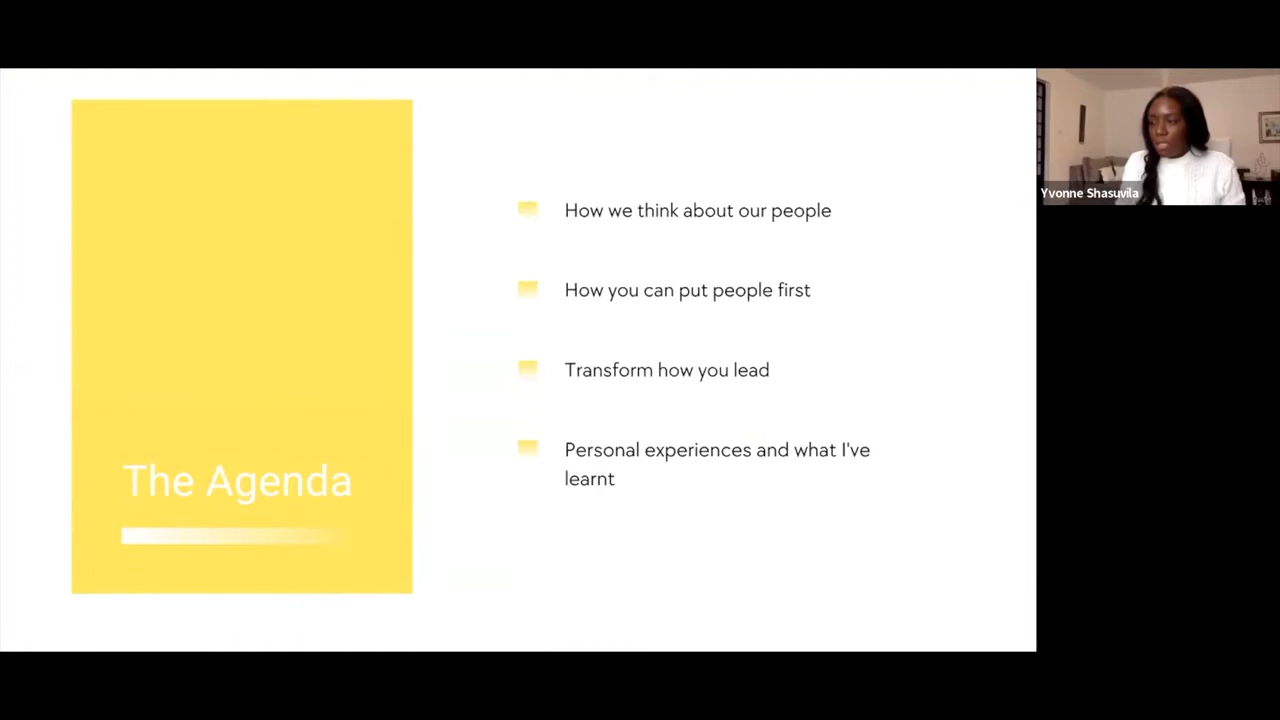 The Agenda
How we think about our people
How you can put people first
Transform how you lead
Personal experiences and what I've
learnt
Yvonne Shasuvila